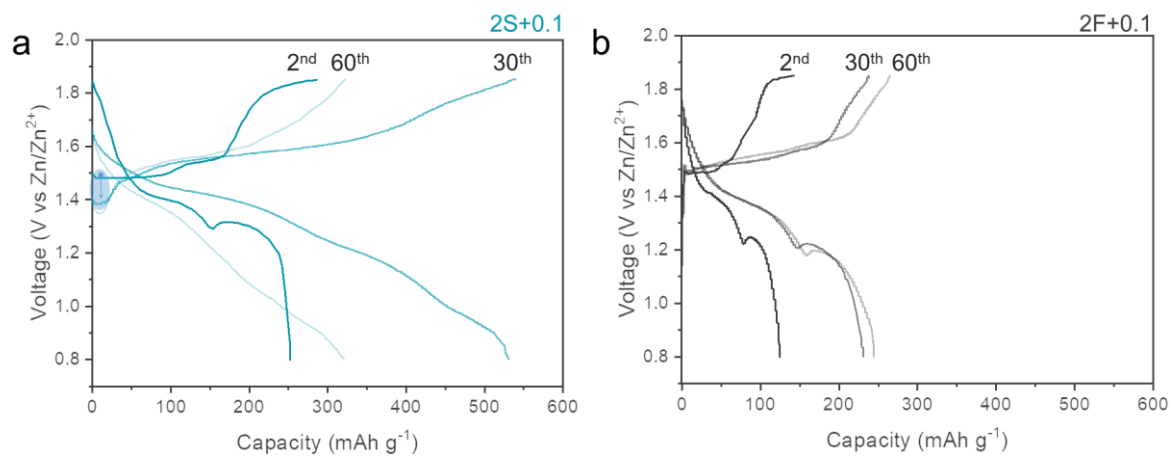 a
2S+0.1
2nd 60th 30th
Voltage (V vs Zn/Zn2+)
2.0
1.8
1.6
1.4
1.2
1.0
0.8
0 100 200 300 400 500 600
Capacity (mAh g-1)
b
2F+0.1
2nd 30th 60th
Voltage (V vs Zn/Zn2+)
2.0
1.8
1.6
1.4
1.2
1.0
0.8
0 100 200 300 400 500 600
Capacity (mAh g-1)